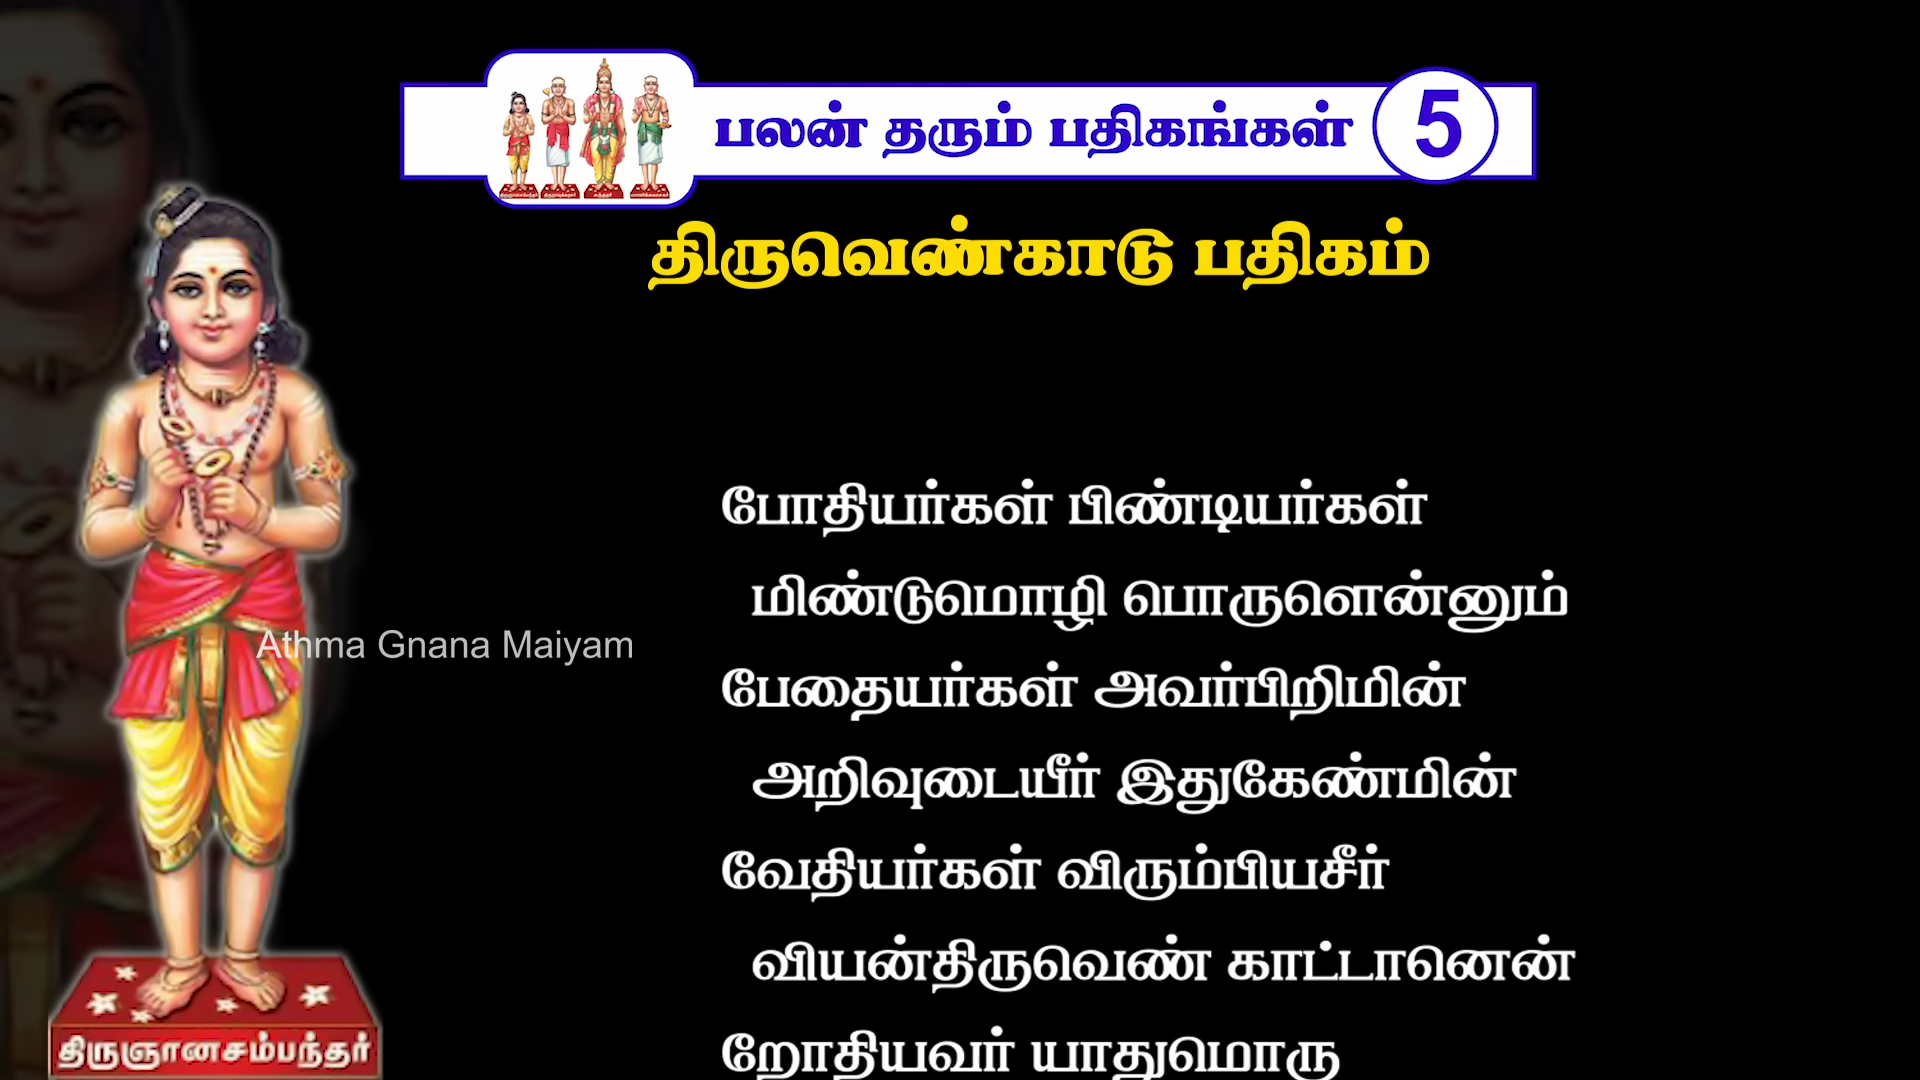 பலன் தரும் பதிகங்கள் 5
திருவெண்காடு பதிகம்
போதியர்கள் பிண்டியர்கள்
மிண்டுமொழி பொருளென்னும்
பேதையர்கள் அவர்பிறிமின்
அறிவுடையீர் இதுகேண்மின்
வேதியர்கள் விரும்பியசீர்
வியன்திருவெண் காட்டானென்
றோதியவர் யாதுமொரு
Athma Gnana Maiyam
திருஞானசம்பந்தர்